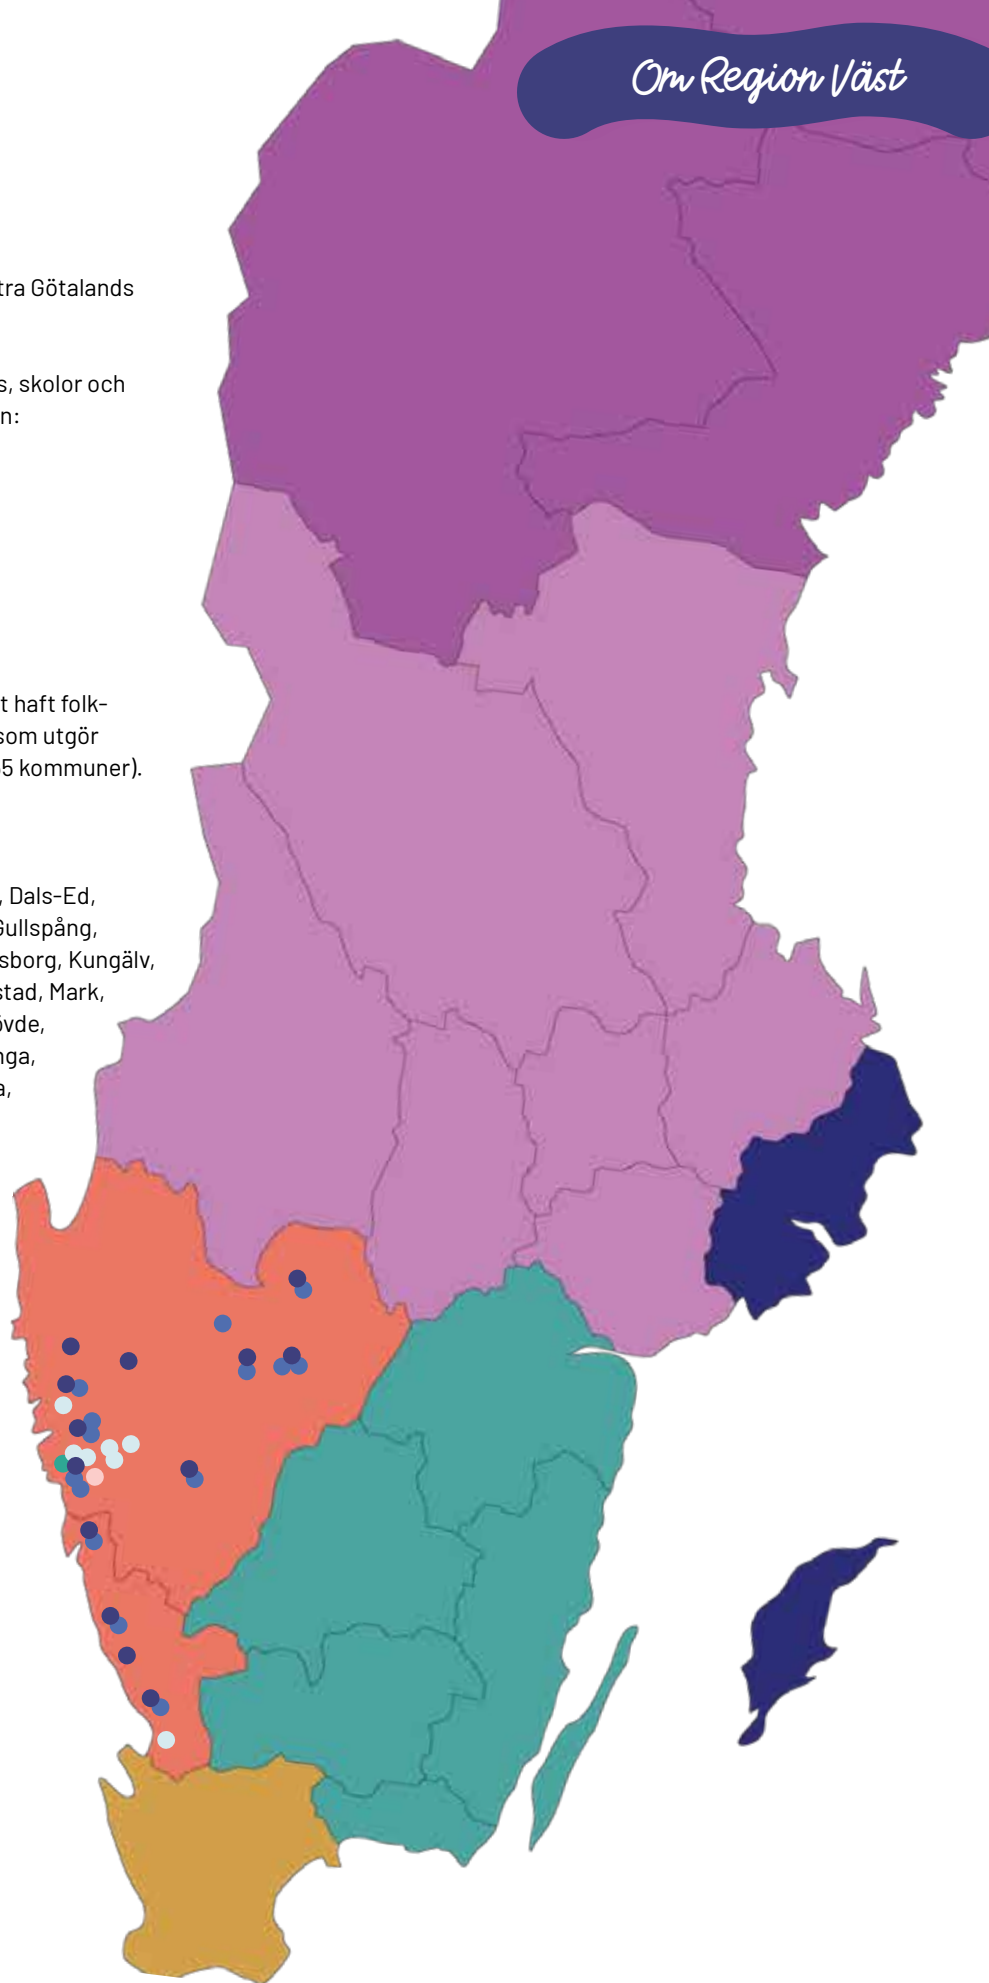 Om Region Väst
tra Götalands
s, skolor och
n:
t haft folk-
som utgör
5 kommuner).
, Dals-Ed,
Gullspång,
sborg, Kungälv,
stad, Mark,
övde,
nga,
a,